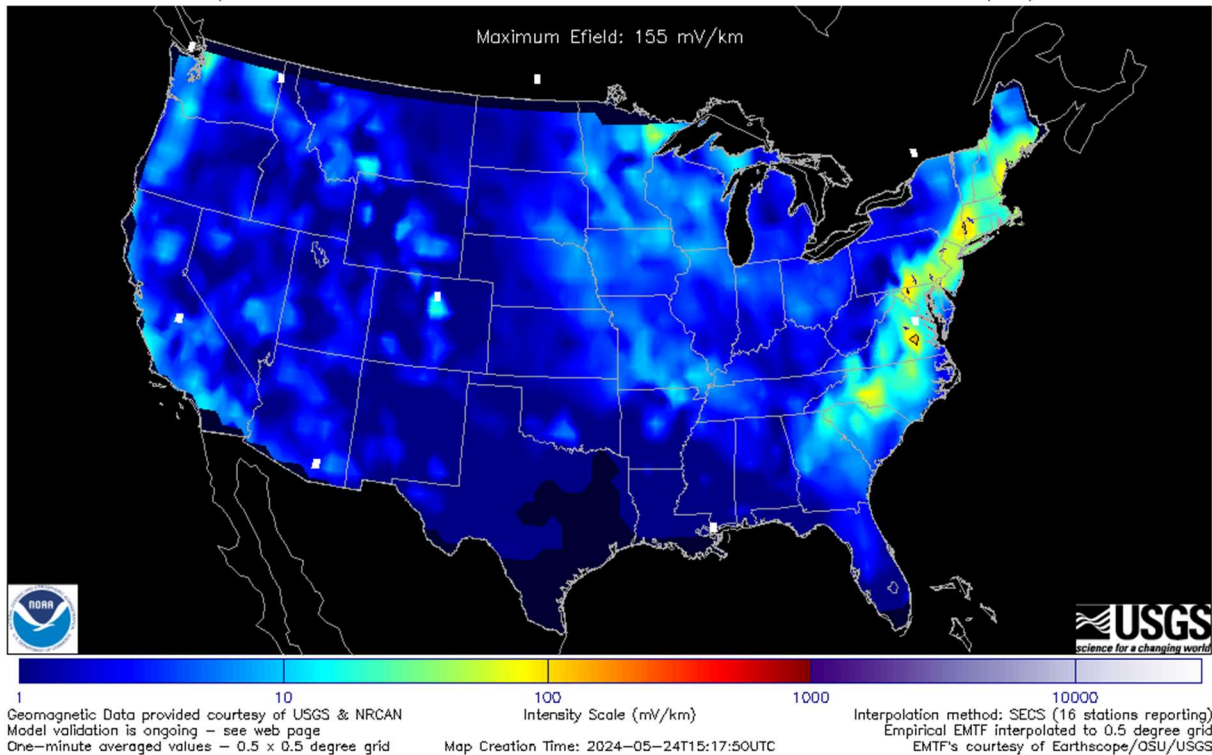 Maximum Efield: 155 mV/km
NOAA
USGS
science for a changing world
1 10 100 1000 10000
Geomagnetic Data provided courtesy of USGS & NRCAN
Intensity Scale (mV/km)
Interpolation method: SECS (16 stations reporting)
Model validation is ongoing – see web page
Empirical EMTF interpolated to 0.5 degree grid
One-minute averaged values – 0.5 x 0.5 degree grid
Map Creation Time: 2024-05-24T15:17:50UTC
EMTF's courtesy of Earthscope/OSU/USGS